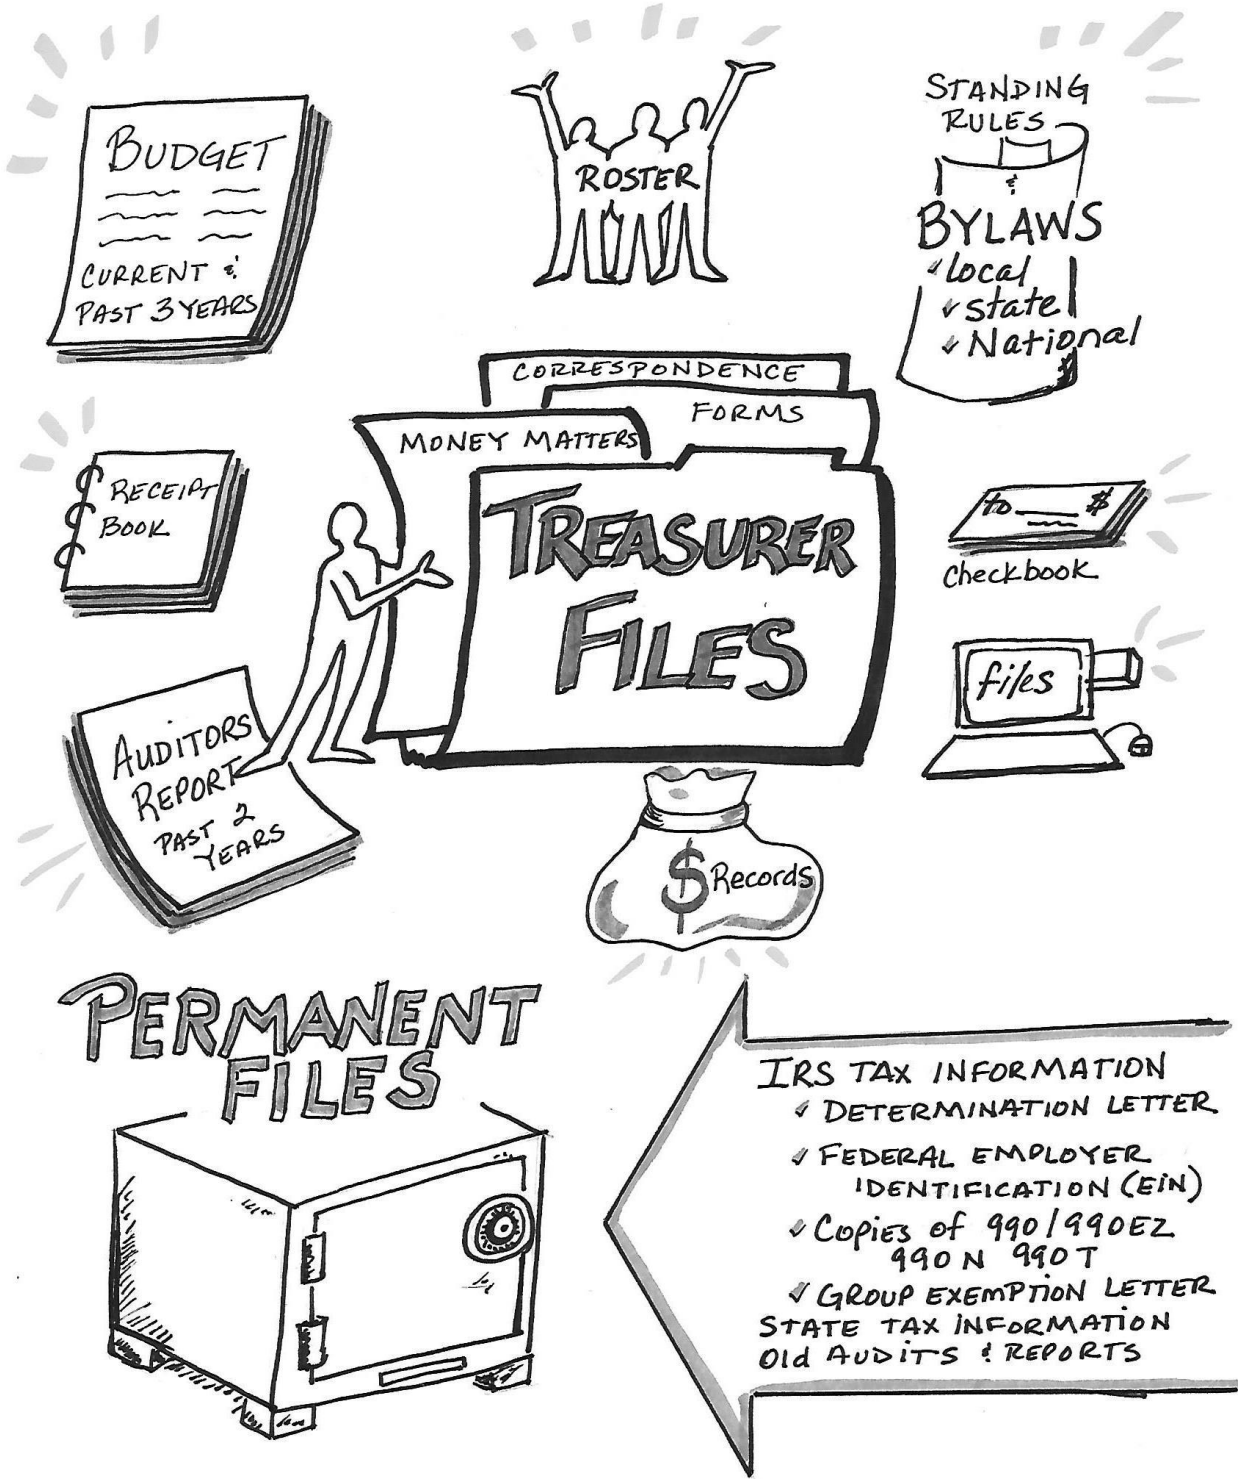 BUDGET
CURRENT &
PAST 3 YEARS
ROSTER
STANDING
RULES
&
BYLAWS
✓ local
✓ state
✓ National
CORRESPONDENCE
FORMS
MONEY MATTERS
TREASURER
FILES
RECEIPT
BOOK
to $
checkbook
files
AUDITORS
REPORT
PAST 2
YEARS
$ Records
PERMANENT
FILES
IRS TAX INFORMATION
✓ DETERMINATION LETTER
✓ FEDERAL EMPLOYER
IDENTIFICATION (EIN)
✓ Copies of 990/990EZ
990N 990T
✓ GROUP EXEMPTION LETTER
STATE TAX INFORMATION
Old AUDITS & REPORTS